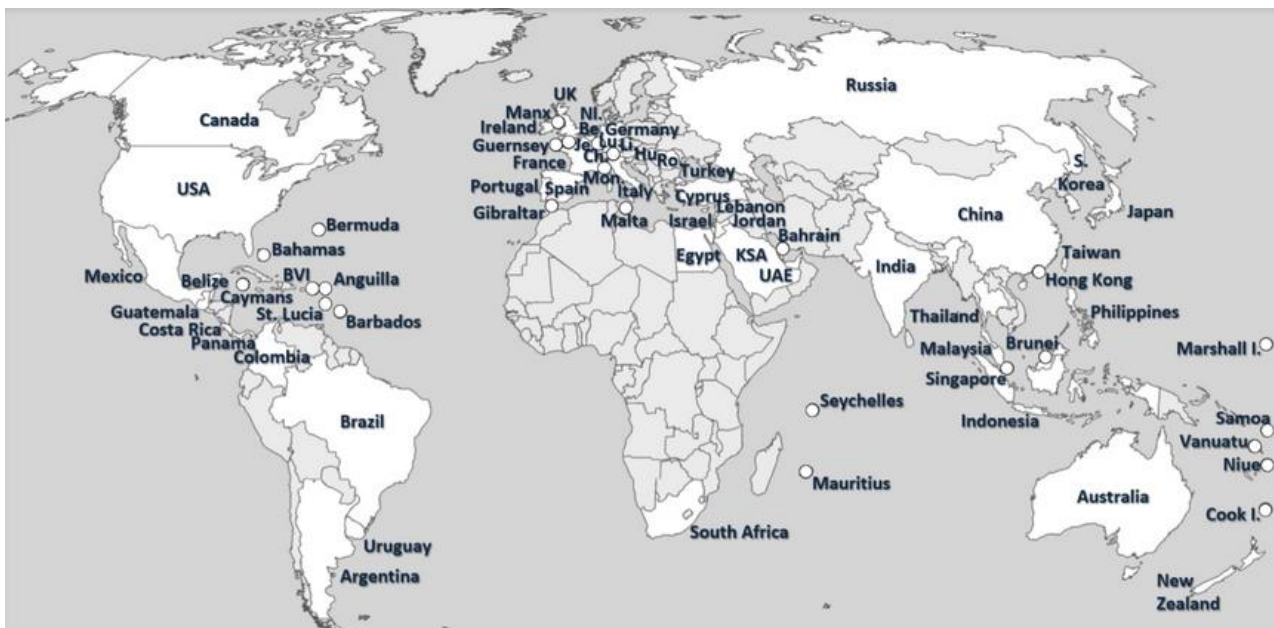 Canada
USA
Mexico
Bermuda
Bahamas
Belize
BVI
Anguilla
Caymans
St. Lucia
Barbados
Guatemala
Costa Rica
Panama
Colombia
Brazil
Uruguay
Argentina
UK
Manx
Nl.
Ireland
Be.
Germany
Guernsey
Je.
Lu.
Li.
France
Ch.
Hu.
Ro.
Mon.
Turkey
Portugal
Spain
Italy
Cyprus
Gibraltar
Malta
Lebanon
Israel
Jordan
Bahrain
Egypt
KSA
UAE
Russia
S.
Korea
China
Japan
Taiwan
India
Hong Kong
Thailand
Philippines
Malaysia
Brunei
Singapore
Marshall I.
Indonesia
Seychelles
Mauritius
South Africa
Samoa
Vanuatu
Niue
Australia
Cook I.
New
Zealand